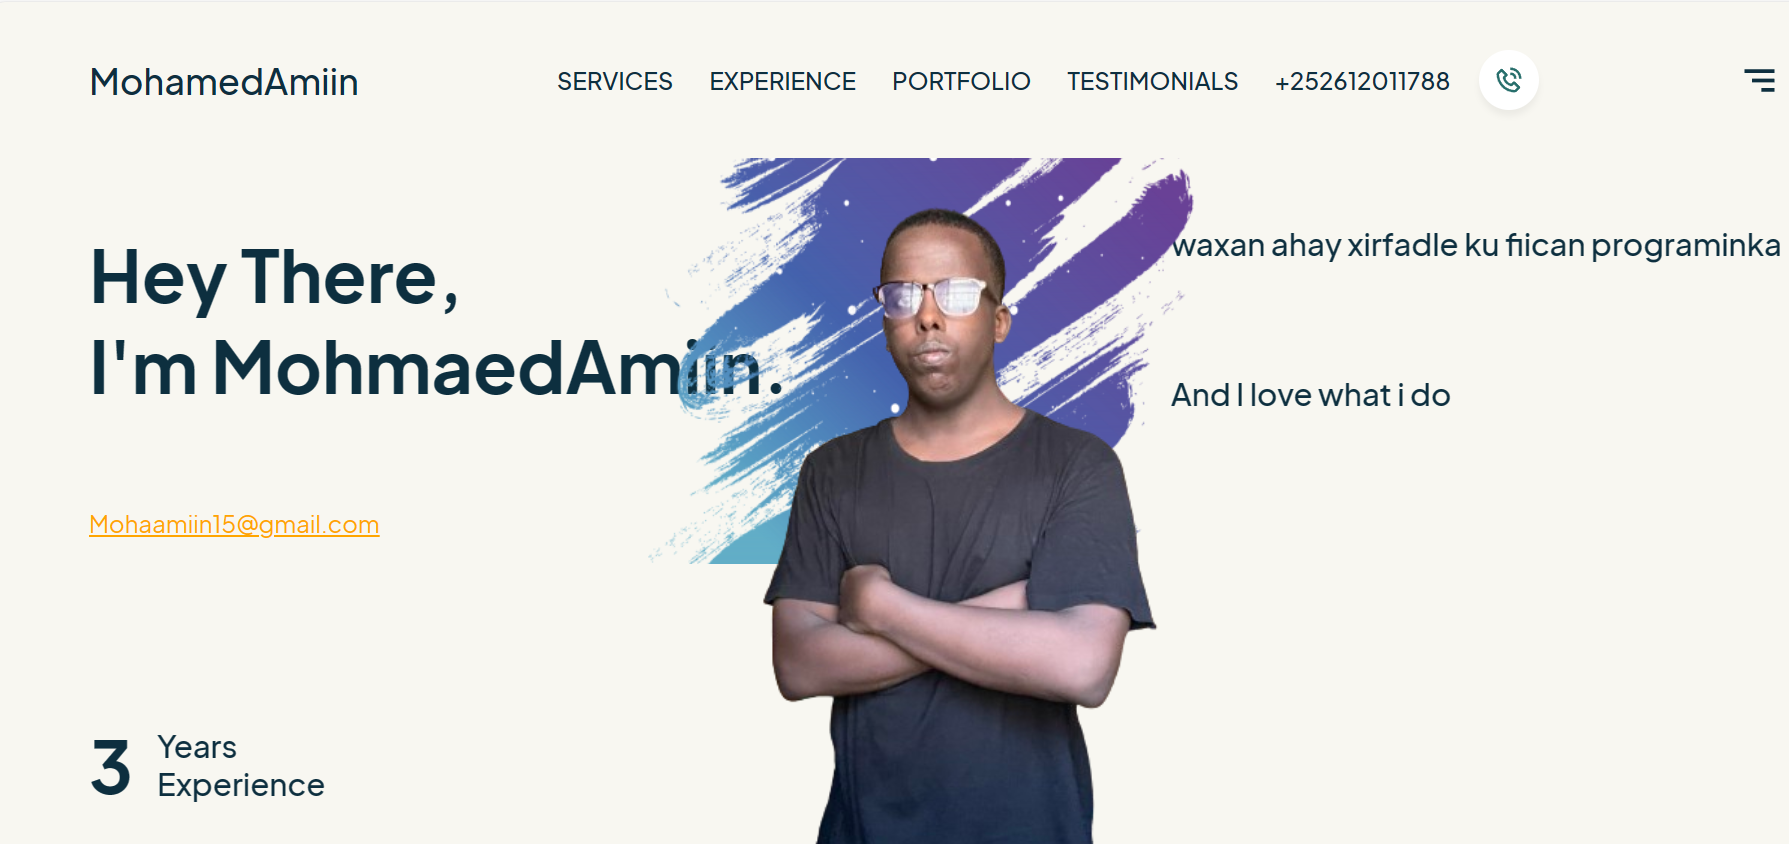 MohamedAmiin
SERVICES EXPERIENCE PORTFOLIO TESTIMONIALS +252612011788
Hey There,
I'm MohmaedAmiin.
waxan ahay xirfadle ku fiican programinka
And I love what i do
Mohaamiin15@gmail.com
3 Years
Experience